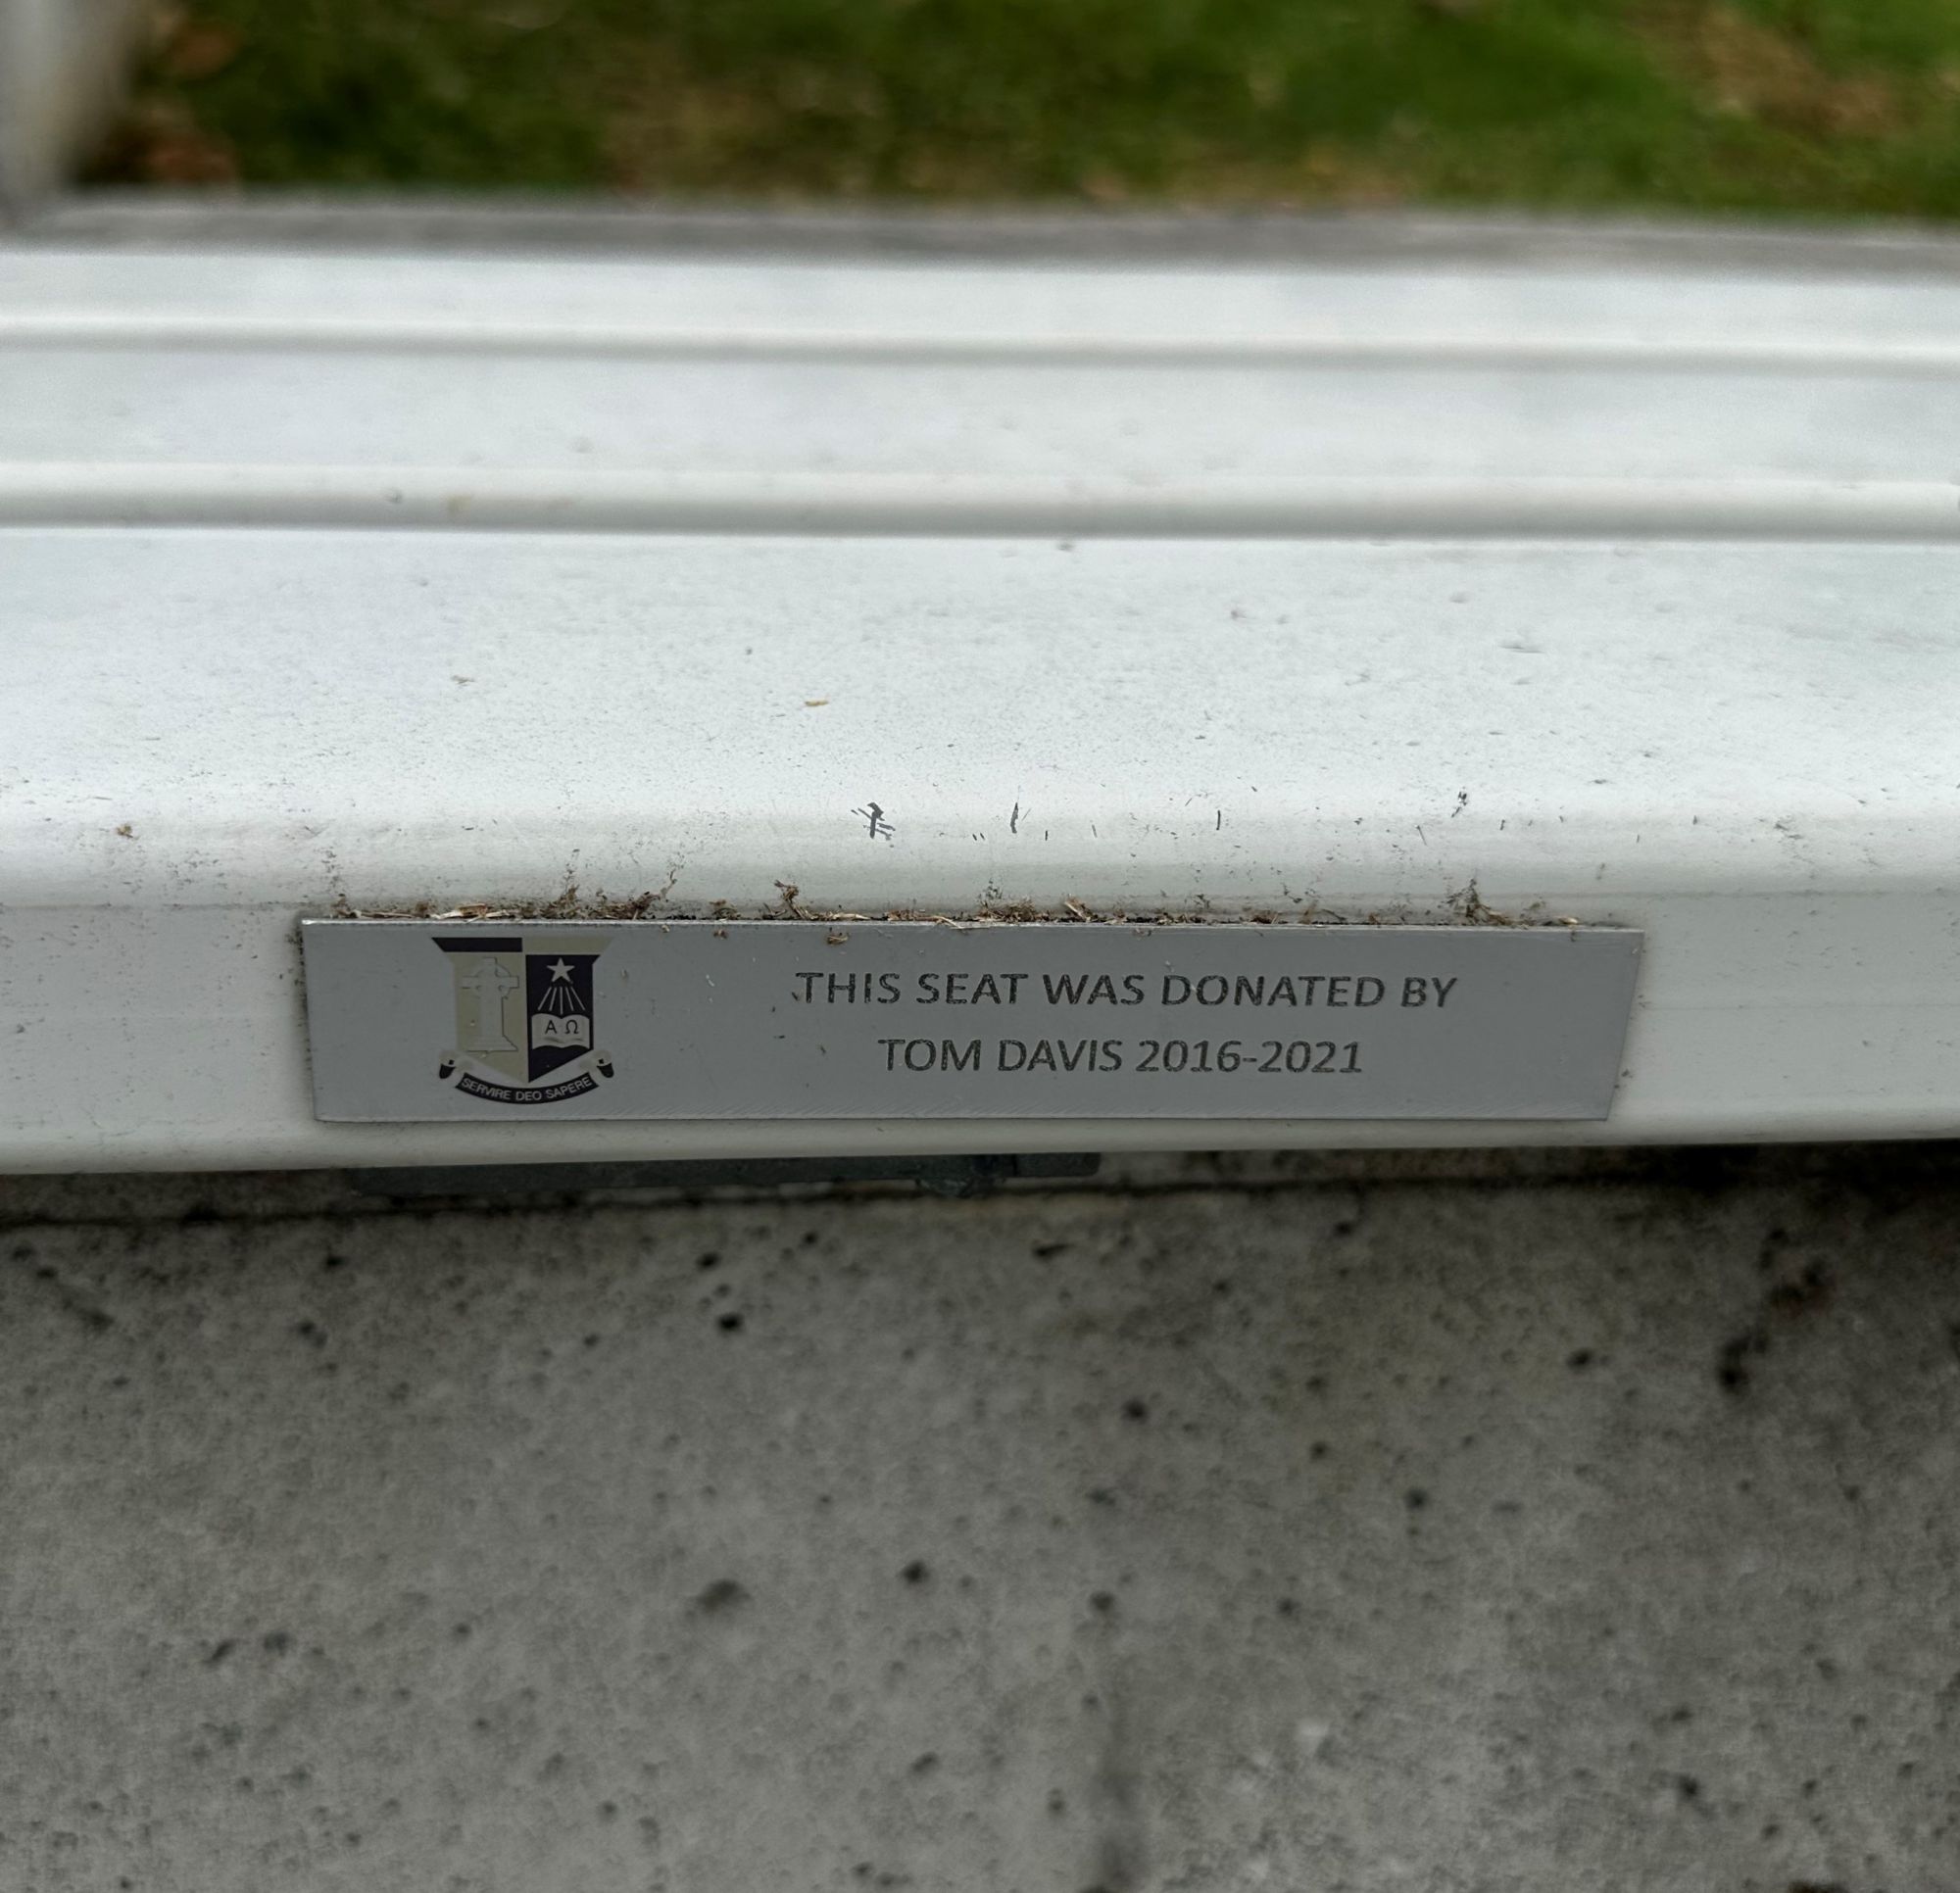 THIS SEAT WAS DONATED BY
TOM DAVIS 2016-2021
A Ω
SERVIRE DEO SAPERE